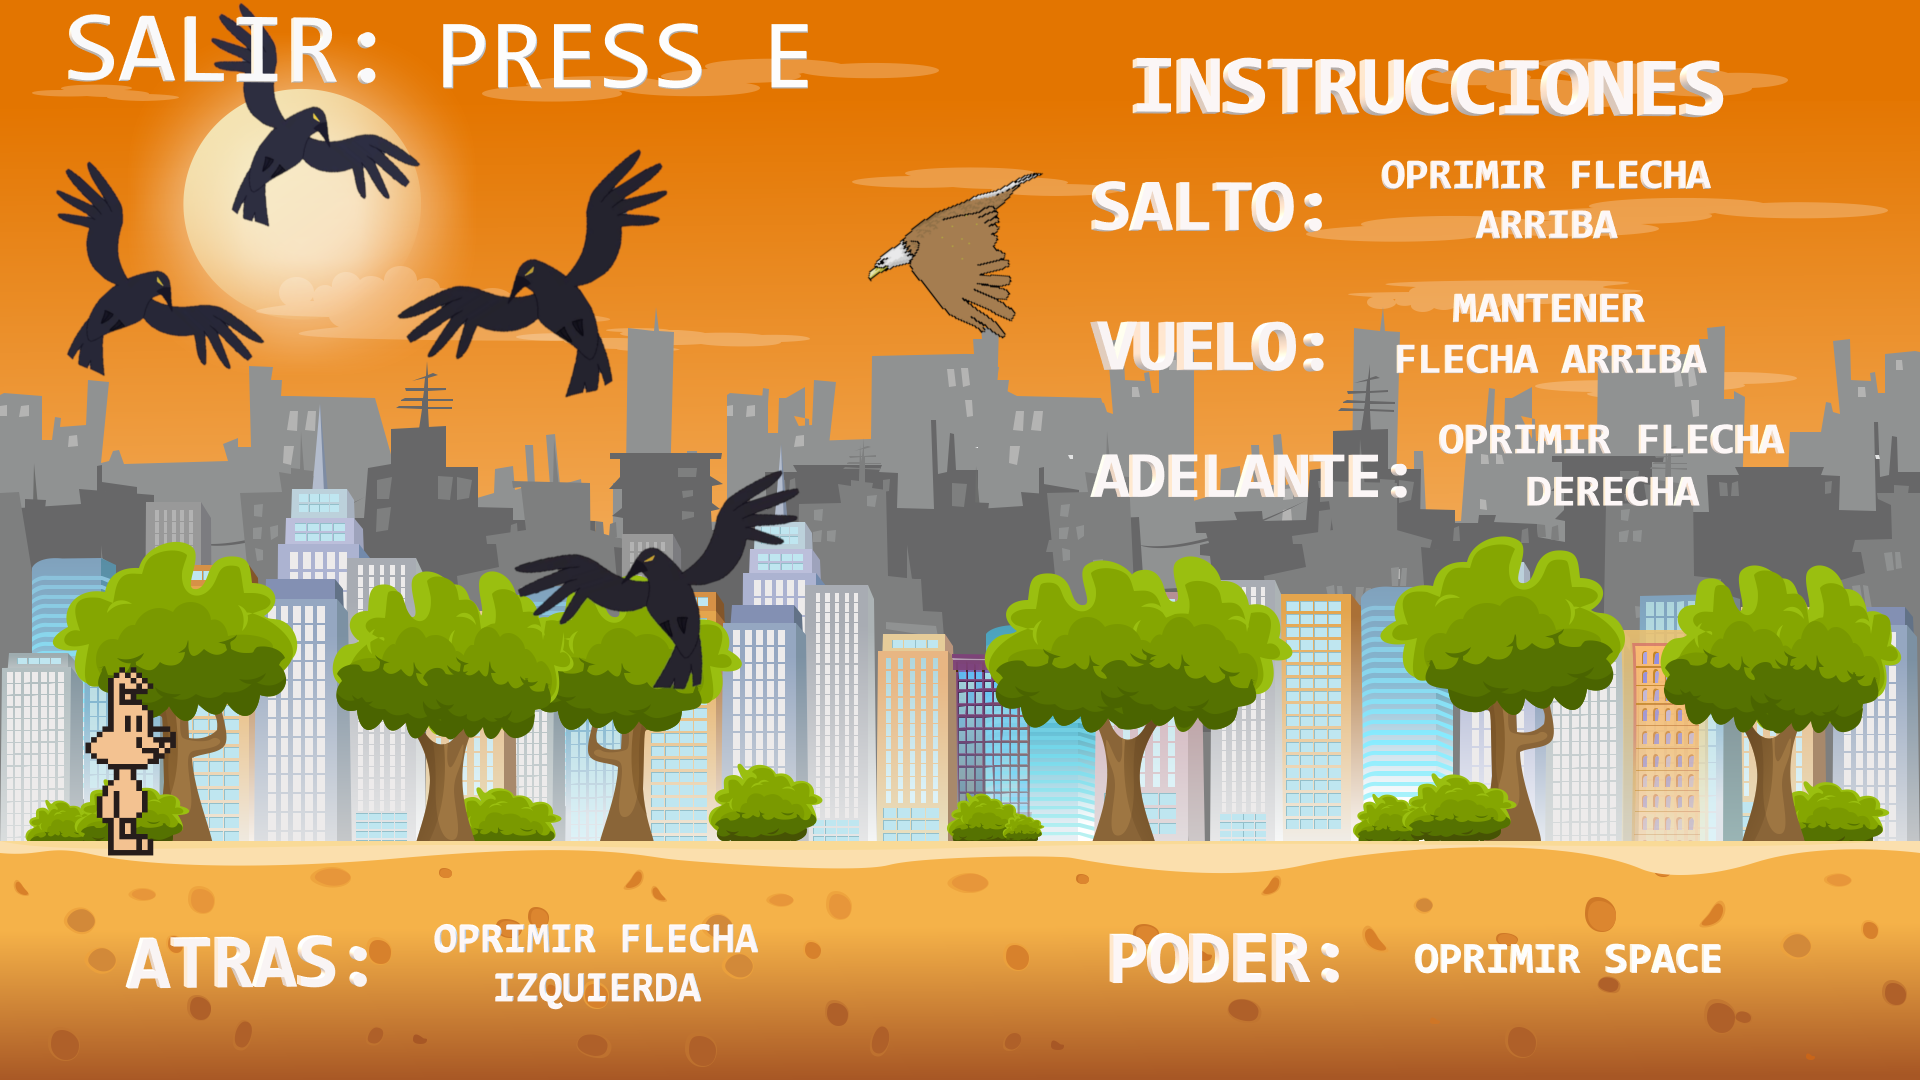 SALIR: PRESS E
INSTRUCCIONES
SALTO: OPRIMIR FLECHA
ARRIBA
VUELO: MANTENER
FLECHA ARRIBA
ADELANTE: OPRIMIR FLECHA
DERECHA
ATRAS: OPRIMIR FLECHA
IZQUIERDA
PODER: OPRIMIR SPACE